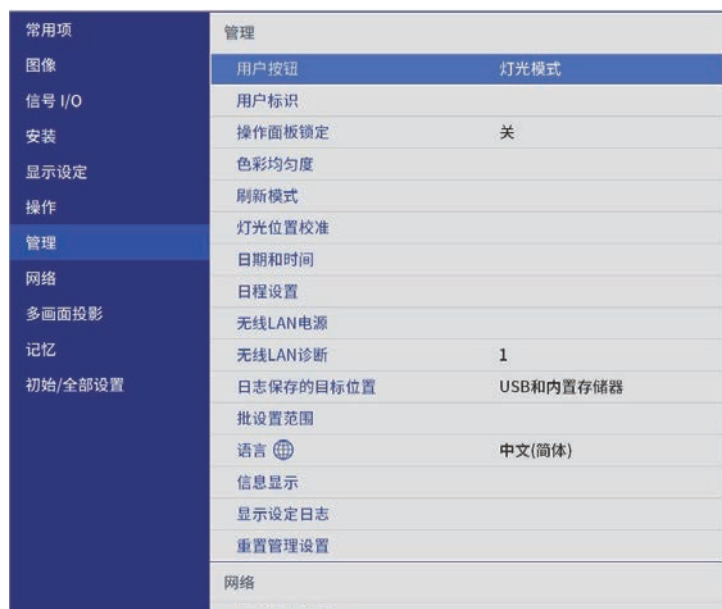 常用项
图像
信号 I/O
安装
显示设定
操作
管理
网络
多画面投影
记忆
初始/全部设置
管理
用户按钮 灯光模式
用户标识
操作面板锁定 关
色彩均匀度
刷新模式
灯光位置校准
日期和时间
日程设置
无线LAN电源
无线LAN诊断 1
日志保存的目标位置 USB和内置存储器
批设置范围
语言 中文(简体)
信息显示
显示设定日志
重置管理设置
网络